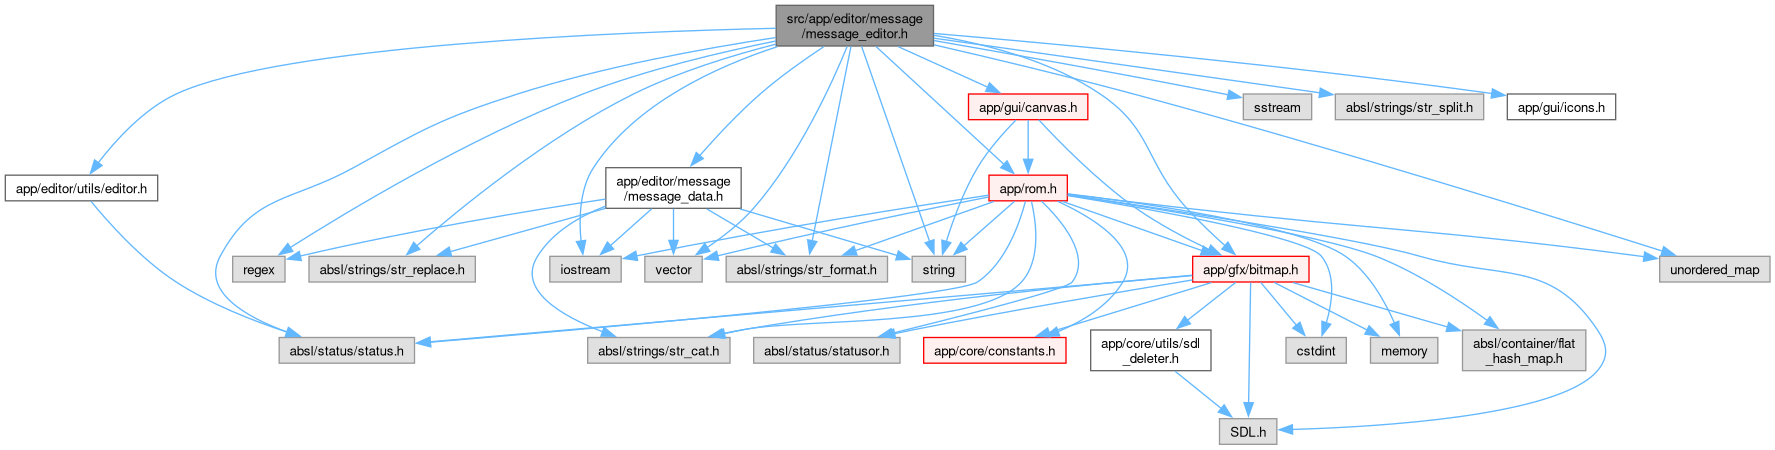 src/app/editor/message
/message_editor.h
app/gui/canvas.h
sstream
absl/strings/str_split.h
app/gui/icons.h
app/editor/utils/editor.h
app/editor/message
/message_data.h
app/rom.h
regex
absl/strings/str_replace.h
iostream
vector
absl/strings/str_format.h
string
app/gfx/bitmap.h
unordered_map
absl/status/status.h
absl/strings/str_cat.h
absl/status/statusor.h
app/core/constants.h
app/core/utils/sdl
_deleter.h
cstdint
memory
absl/container/flat
_hash_map.h
SDL.h